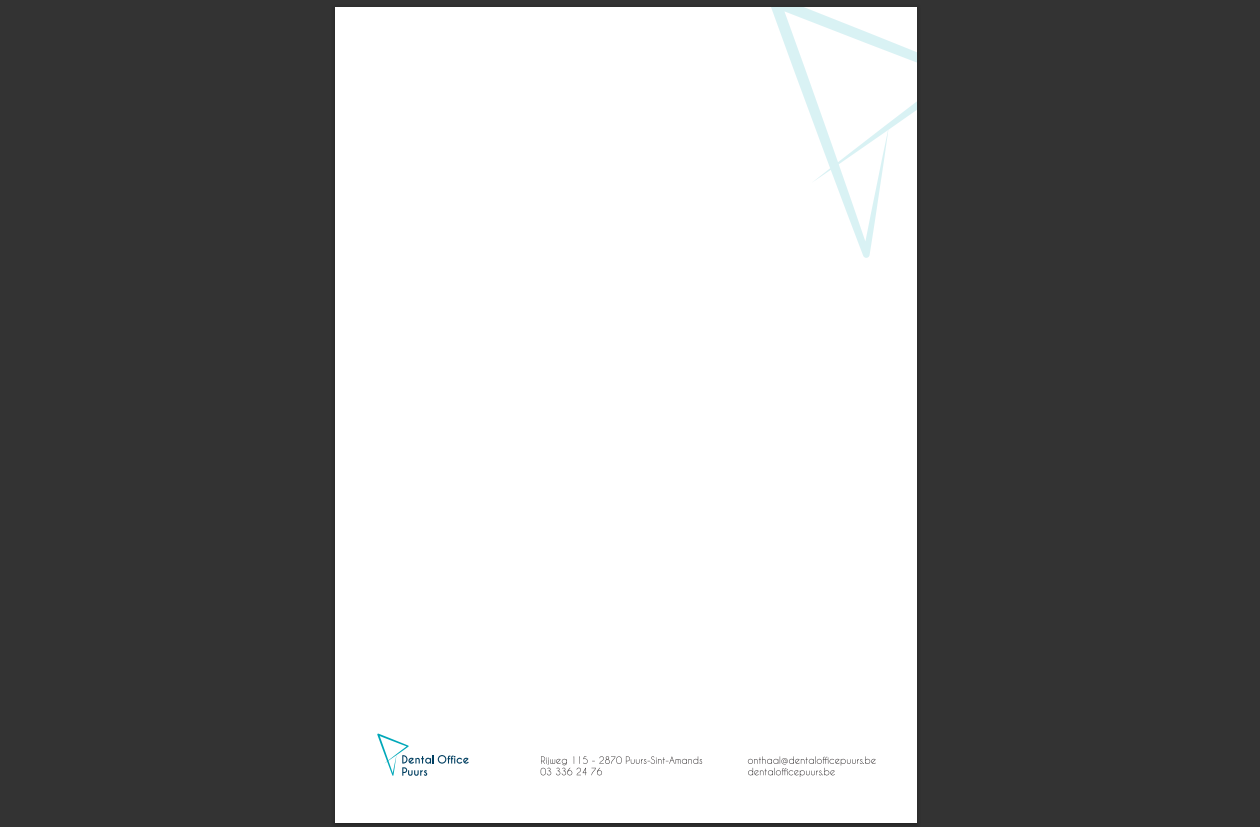 Dental Office
Puurs
Rijweg 115 - 2870 Puurs-Sint-Amands
03 336 24 76
onthaal@dentalofficepuurs.be
dentalofficepuurs.be